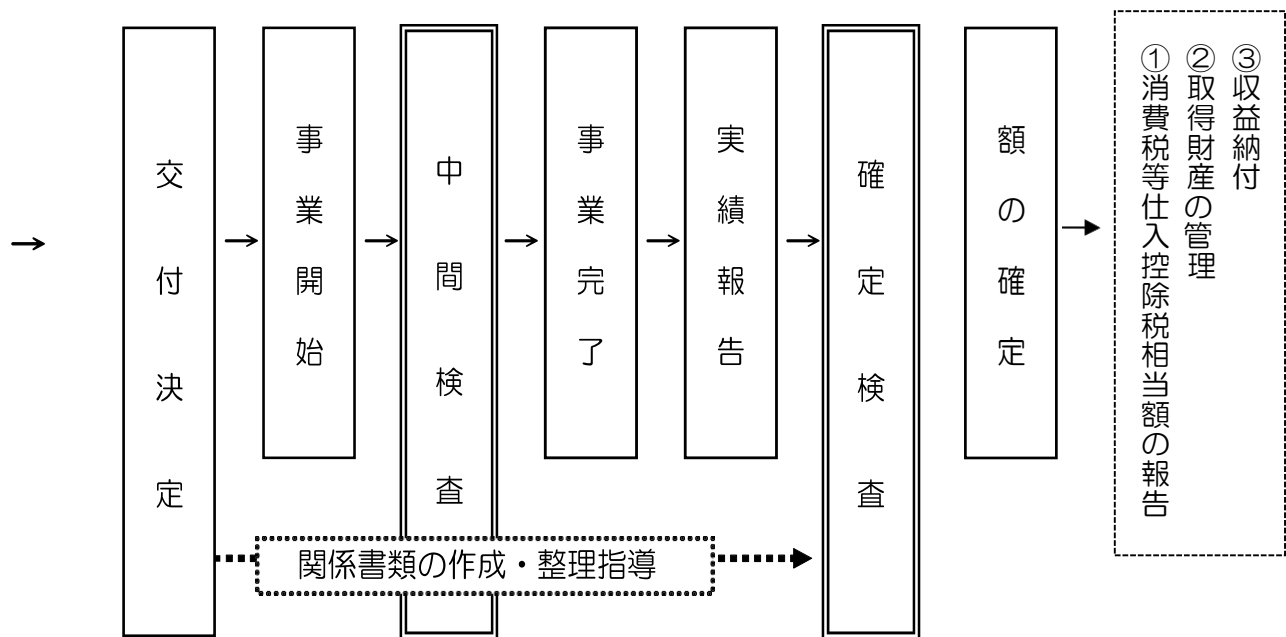 交付決定
事業開始
中間検査
事業完了
実績報告
確定検査
額の確定
③収益納付
②取得財産の管理
①消費税等仕入控除税相当額の報告
関係書類の作成・整理指導